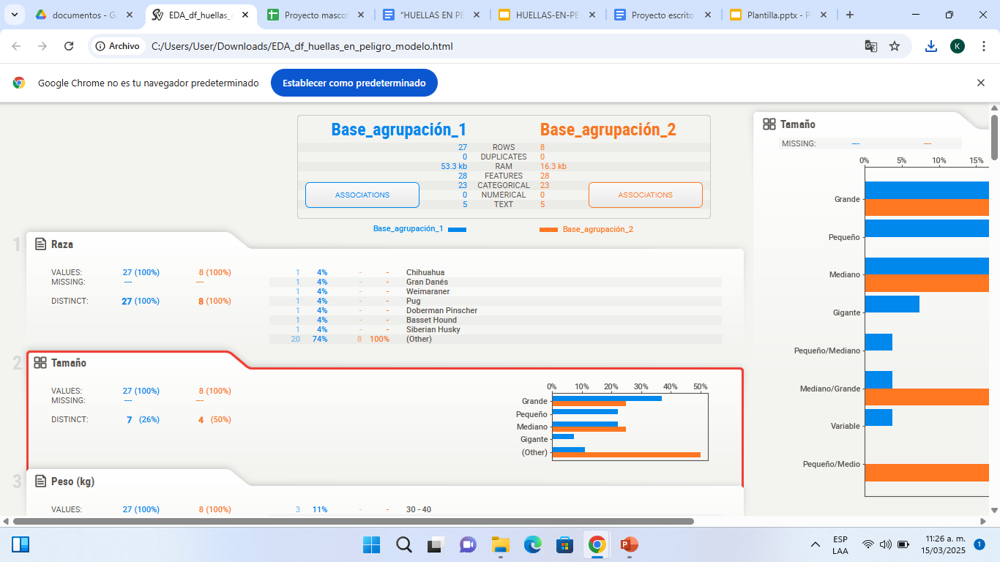 documentos - G
EDA_df_huellas_
Proyecto mascot
"HUELLAS EN PE
HUELLAS-EN-PE
Proyecto escrito
Plantilla.pptx - P
Archivo
C:/Users/User/Downloads/EDA_df_huellas_en_peligro_modelo.html
K
Google Chrome no es tu navegador predeterminado
Establecer como predeterminado
Base_agrupación_1 Base_agrupación_2
27 ROWS 8
0 DUPLICATES 0
53.3 kb RAM 16.3 kb
28 FEATURES 28
23 CATEGORICAL 23
0 NUMERICAL 0
5 TEXT 5
ASSOCIATIONS
ASSOCIATIONS
Base_agrupación_1
Base_agrupación_2
1 Raza
VALUES: 27 (100%) 8 (100%)
MISSING: --- ---
DISTINCT: 27 (100%) 8 (100%)
1 4% - - Chihuahua
1 4% - - Gran Danés
1 4% - - Weimaraner
1 4% - - Pug
1 4% - - Doberman Pinscher
1 4% - - Basset Hound
1 4% - - Siberian Husky
20 74% 8 100% (Other)
2 Tamaño
VALUES: 27 (100%) 8 (100%)
MISSING: --- ---
DISTINCT: 7 (26%) 4 (50%)
0% 10% 20% 30% 40% 50%
Grande
Pequeño
Mediano
Gigante
(Other)
3 Peso (kg)
VALUES: 27 (100%) 8 (100%)
3 11% - - 30 - 40
Tamaño
MISSING: --- ---
0% 5% 10% 15%
Grande
Pequeño
Mediano
Gigante
Pequeño/Mediano
Mediano/Grande
Variable
Pequeño/Medio
ESP
LAA
11:26 a. m.
15/03/2025
1